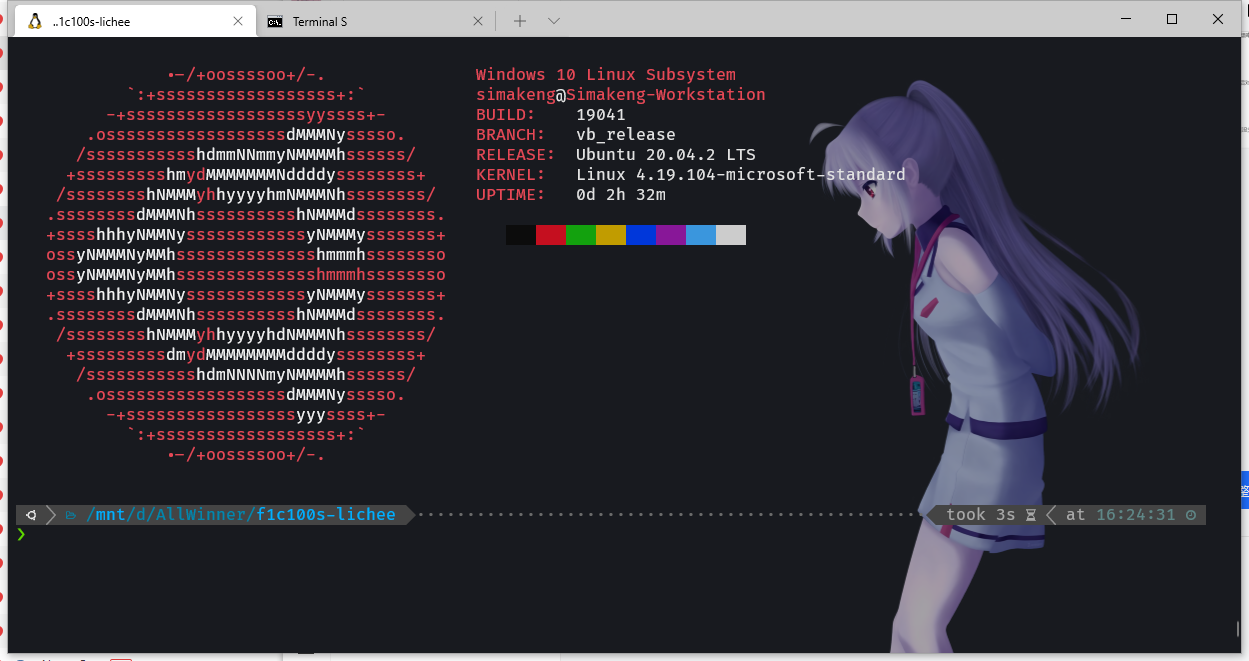 ..1c100s-lichee
Terminal S
•—/+oossssoo+/-.
`:+ssssssssssssssssss+:`
-+ssssssssssssssssssyyssss+-
.ossssssssssssssssssdMMMNysssso.
/ssssssssssshdmmNNmmyNMMMMhssssss/
+sssssssssshmydMMMMMMMNddddyssssssss+
/sssssssshNMMMyhhyyyyhmNMMMNhssssssss/
.ssssssssdMMMNhsssssssssshNMMMdssssssss.
+sssshhhyNMMNyssssssssssssyNMMMysssssss+
ossyNMMMNyMMhsssssssssssssshmmmhssssssso
ossyNMMMNyMMhsssssssssssssshmmmhssssssso
+sssshhhyNMMNyssssssssssssyNMMMysssssss+
.ssssssssdMMMNhsssssssssshNMMMdssssssss.
/sssssssshNMMMyhhyyyyhdNMMMNhssssssss/
+ssssssssssdmydMMMMMMMMddddyssssssss+
/ssssssssssshdmNNNNmyNMMMMhssssss/
.ossssssssssssssssssdMMMNysssso.
-+sssssssssssssssssyyyssss+-
`:+ssssssssssssssssss+:`
•—/+oossssoo+/-.
Windows 10 Linux Subsystem
simakeng@Simakeng-Workstation
BUILD: 19041
BRANCH: vb_release
RELEASE: Ubuntu 20.04.2 LTS
KERNEL: Linux 4.19.104-microsoft-standard
UPTIME: 0d 2h 32m
/mnt/d/AllWinner/f1c100s-lichee
took 3s
at 16:24:31
❯